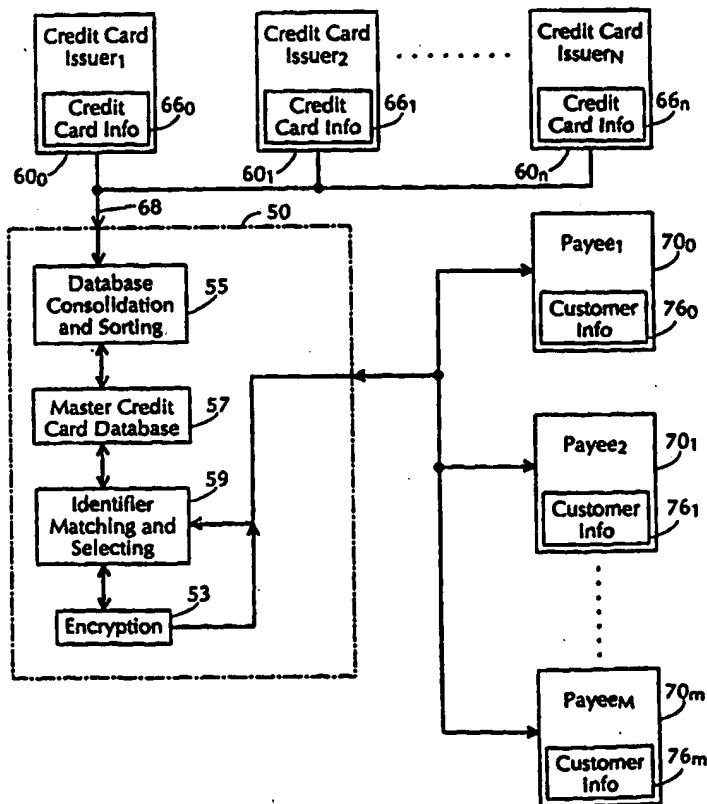 Credit Card
Issuer₁
Credit
Card Info
66₀
60₀
Credit Card
Issuer₂
Credit
Card Info
66₁
60₁
Credit Card
Issuer_N
Credit
Card Info
66ₙ
60ₙ
68
50
Database
Consolidation
and Sorting
55
Master Credit
Card Database
57
59
Identifier
Matching and
Selecting
53
Encryption
Payee₁
70₀
Customer
Info
76₀
Payee₂
70₁
Customer
Info
76₁
Payee_M
70ₘ
Customer
Info
76ₘ